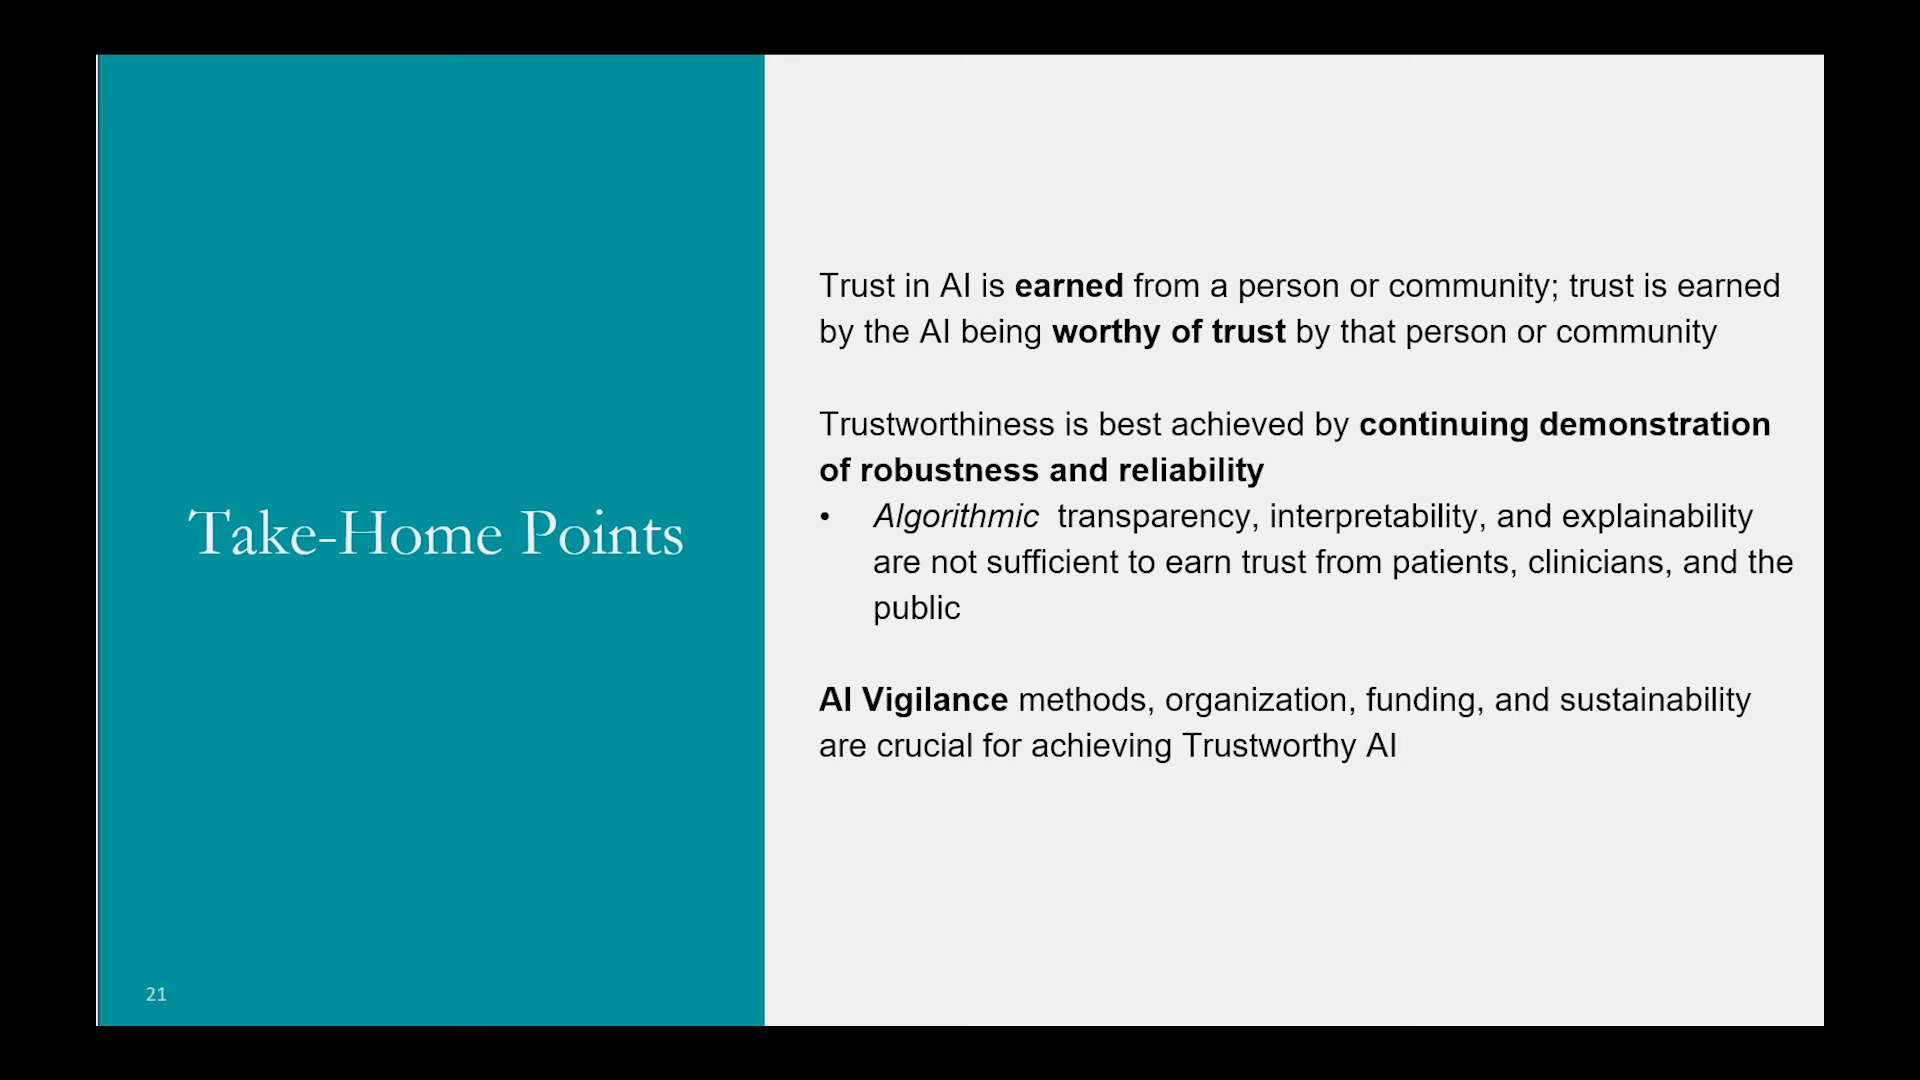 Take-Home Points
21
Trust in AI is earned from a person or community; trust is earned
by the AI being worthy of trust by that person or community
Trustworthiness is best achieved by continuing demonstration
of robustness and reliability
• Algorithmic transparency, interpretability, and explainability
are not sufficient to earn trust from patients, clinicians, and the
public
AI Vigilance methods, organization, funding, and sustainability
are crucial for achieving Trustworthy AI